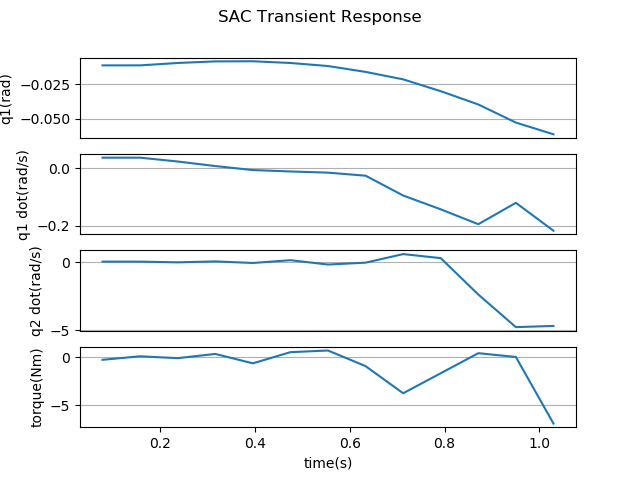 SAC Transient Response
q1(rad)
−0.025
−0.050
q1 dot(rad/s)
0.0
−0.2
q2 dot(rad/s)
0
−5
torque(Nm)
0
−5
0.2 0.4 0.6 0.8 1.0
time(s)